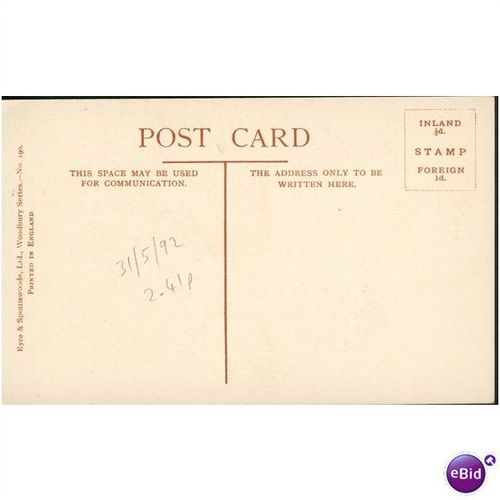 POST CARD
THIS SPACE MAY BE USED
FOR COMMUNICATION.
THE ADDRESS ONLY TO BE
WRITTEN HERE.
INLAND
½d.
STAMP
FOREIGN
1d.
Eyre & Spottiswoode, Ltd., Woodbury Series.—No. 190.
PRINTED IN ENGLAND
31/5/92
2.41p
eBid